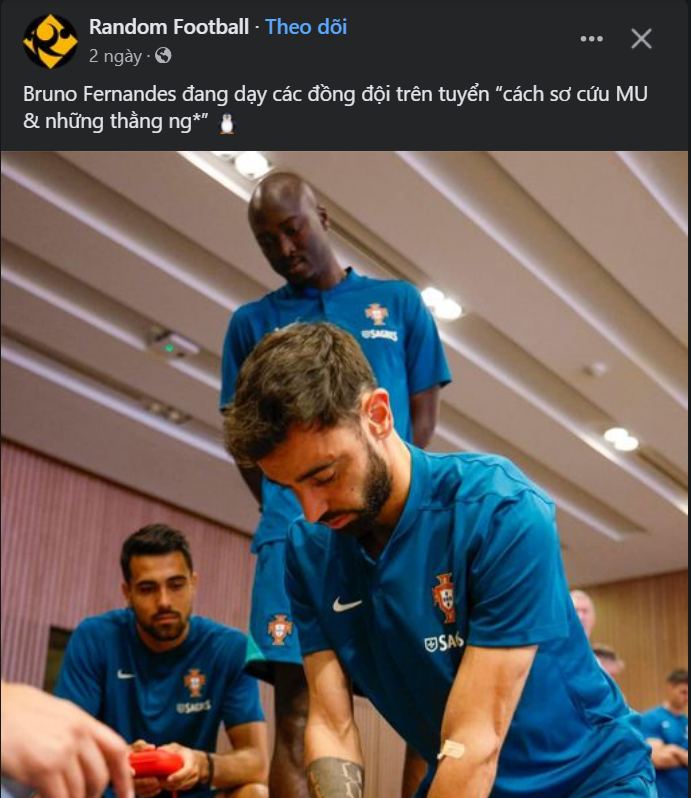 Random Football · Theo dõi
2 ngày ·
Bruno Fernandes đang dạy các đồng đội trên tuyển “cách sơ cứu MU
& những thằng ng*”
SAGRES
SAG
SAGRES